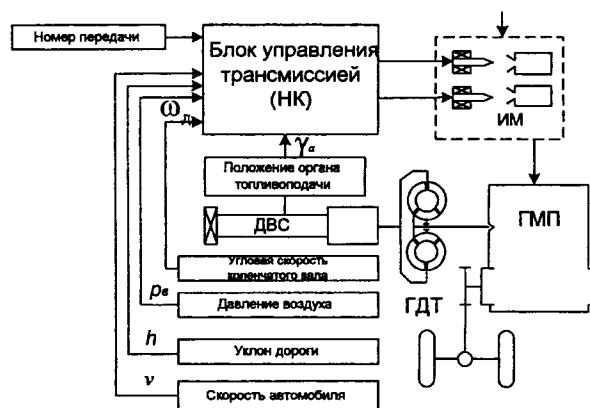 Номер передачи
Блок управления
трансмиссией
(НК)
ИМ
ω д
γ а
Положение органа
топливоподачи
ДВС
ГМП
Угловая скорость
коленчатого вала
ГДТ
pв
Давление воздуха
h
Уклон дороги
v
Скорость автомобиля